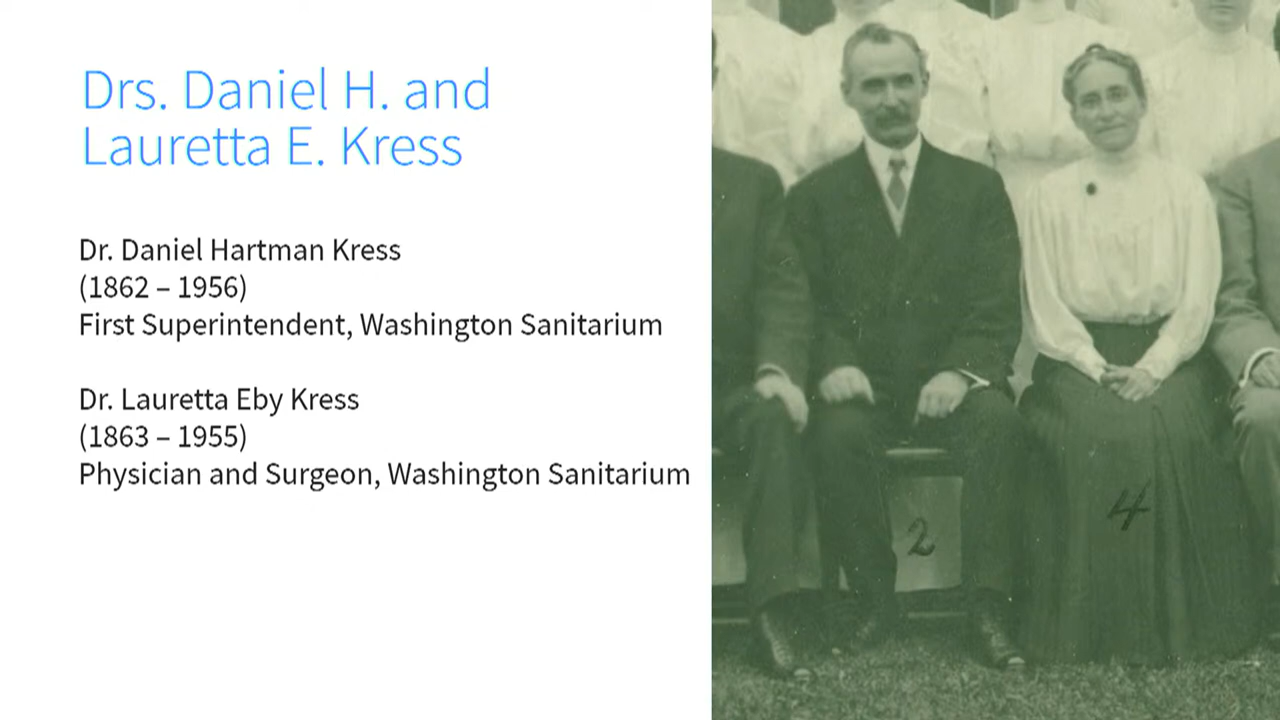 Drs. Daniel H. and
Lauretta E. Kress
Dr. Daniel Hartman Kress
(1862 – 1956)
First Superintendent, Washington Sanitarium
Dr. Lauretta Eby Kress
(1863 – 1955)
Physician and Surgeon, Washington Sanitarium
2
4